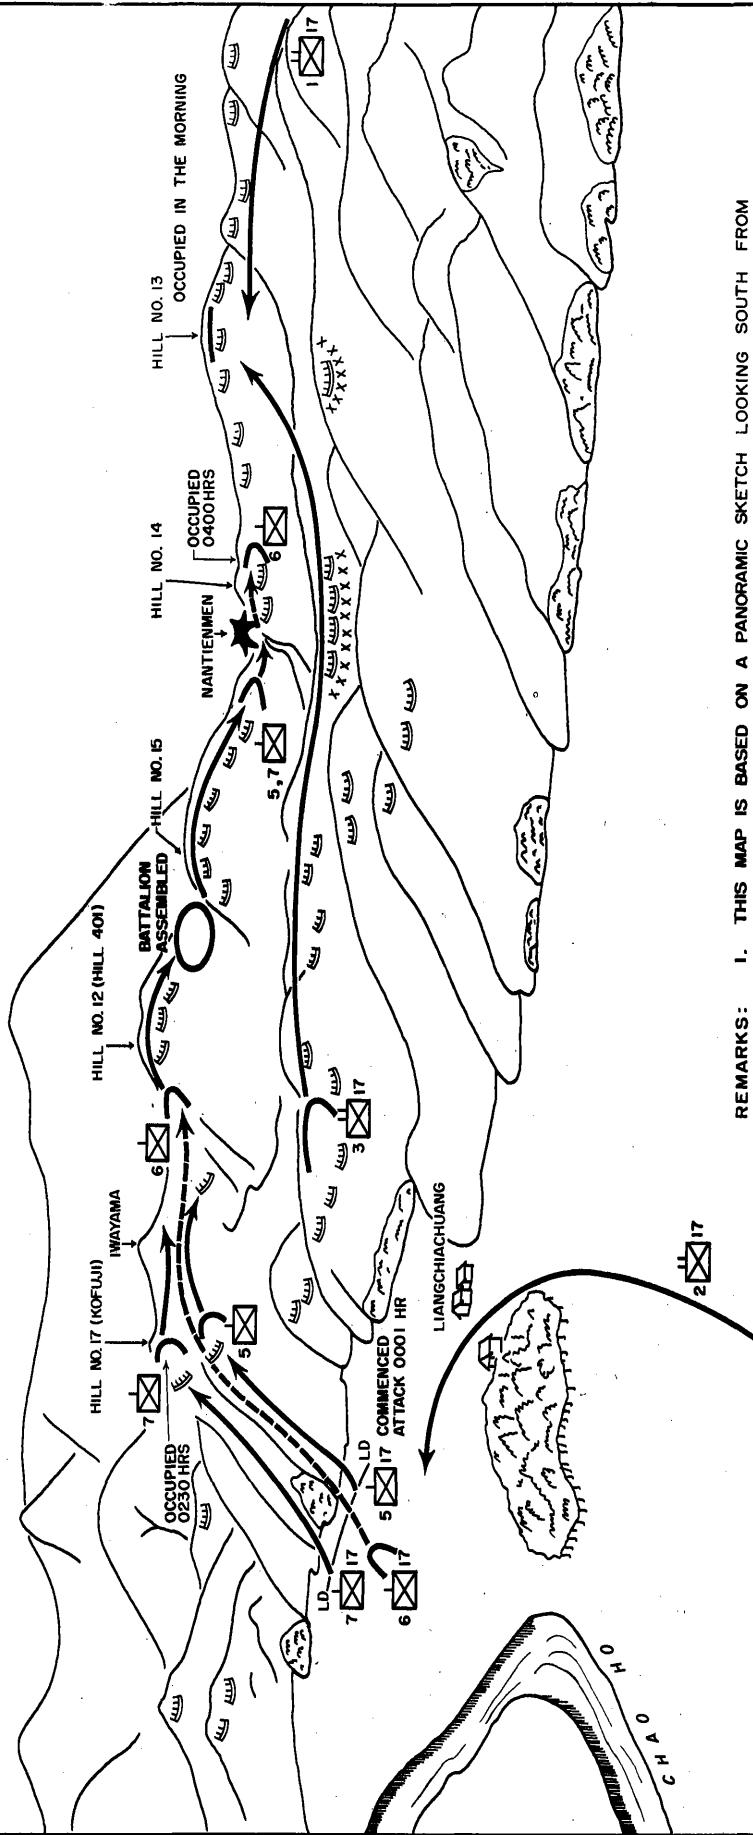 HILL NO. 17 (KOFUJI)
IWAYAMA
HILL NO. 12 (HILL 401)
BATTALION
ASSEMBLED
HILL NO. 15
NANTIENMEN
HILL NO. 14
OCCUPIED
0400 HRS
HILL NO. 13
OCCUPIED IN THE MORNING
7
OCCUPIED
0230 HRS
5
6
5,7
6
1
17
3
17
LD
7
17
6
17
LD
5
17
COMMENCED
ATTACK 0001 HR
LIANGCHIACHUANG
2
17
CHAO HO
X X X X X X X X X X
X X X X X X X
REMARKS: 1. THIS MAP IS BASED ON A PANORAMIC SKETCH LOOKING SOUTH FROM